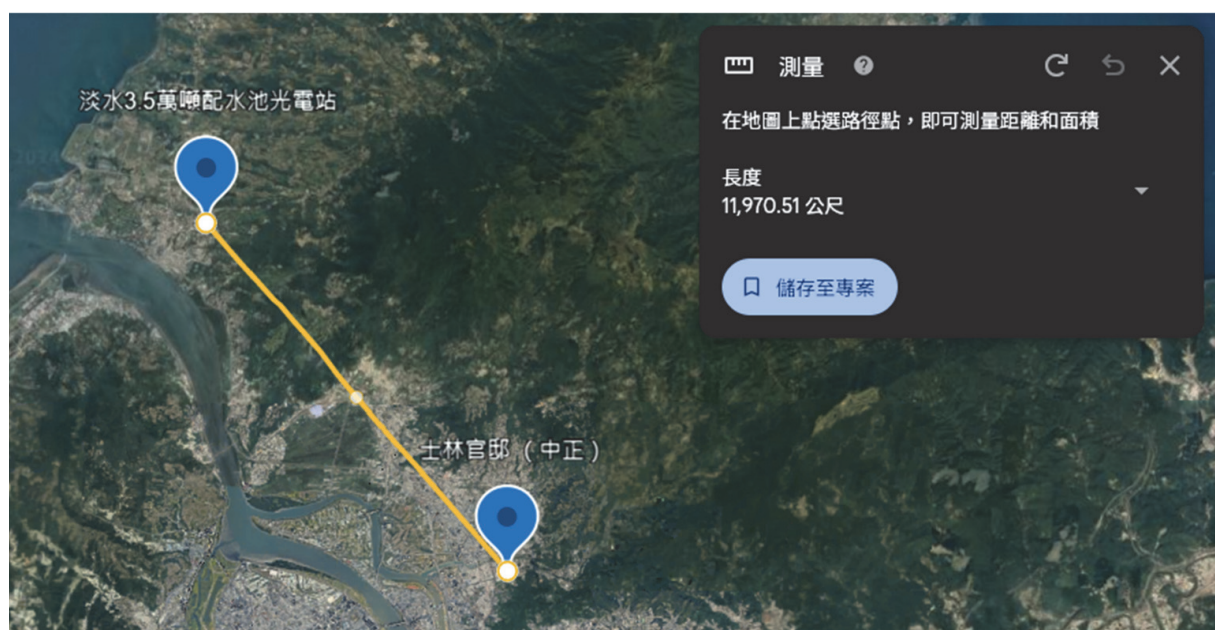 淡水3.5萬噸配水池光電站
士林官邸（中正）
測量
在地圖上點選路徑點，即可測量距離和面積
長度
11,970.51 公尺
儲存至專案